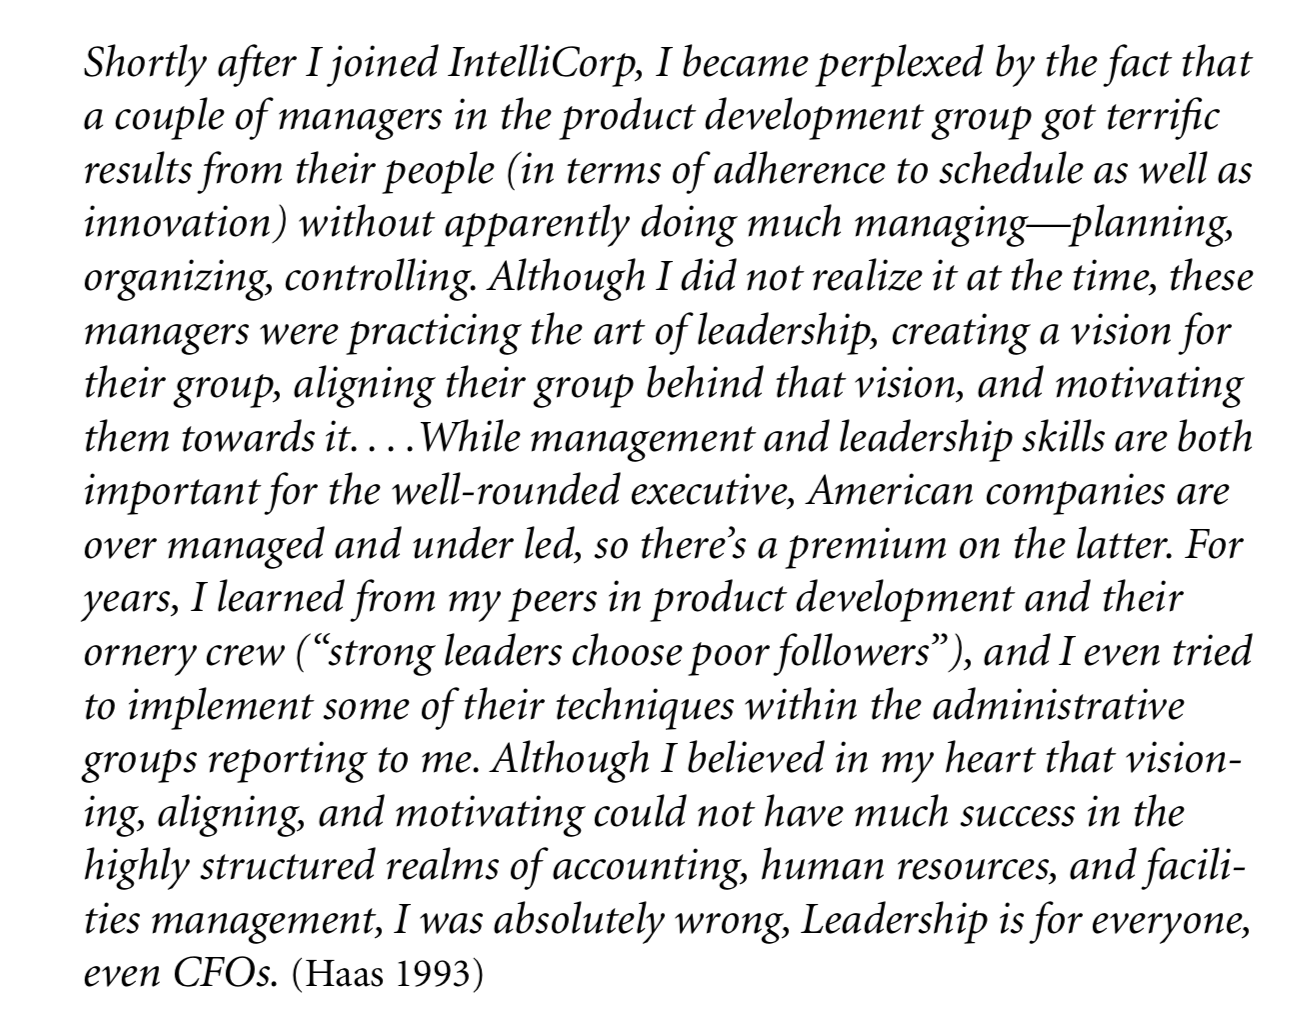 Shortly after I joined IntelliCorp, I became perplexed by the fact that
a couple of managers in the product development group got terrific
results from their people (in terms of adherence to schedule as well as
innovation) without apparently doing much managing—planning,
organizing, controlling. Although I did not realize it at the time, these
managers were practicing the art of leadership, creating a vision for
their group, aligning their group behind that vision, and motivating
them towards it. . . .While management and leadership skills are both
important for the well-rounded executive, American companies are
over managed and under led, so there’s a premium on the latter. For
years, I learned from my peers in product development and their
ornery crew (“strong leaders choose poor followers”), and I even tried
to implement some of their techniques within the administrative
groups reporting to me. Although I believed in my heart that vision-
ing, aligning, and motivating could not have much success in the
highly structured realms of accounting, human resources, and facili-
ties management, I was absolutely wrong, Leadership is for everyone,
even CFOs. (Haas 1993)